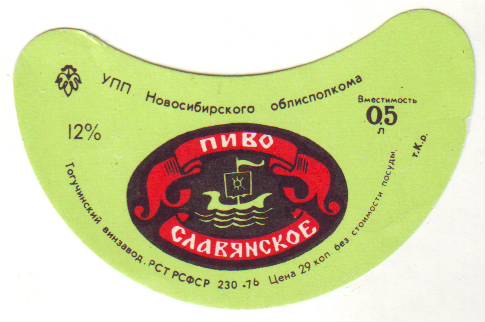 УПП Новосибирского облисполкома
12%
Вместимость
0,5
л
ПИВО
СЛАВЯНСКОЕ
Тогучинский винзавод. РСТ РСФСР 230-76 Цена 29 коп без стоимости посуды.
т.К.р.